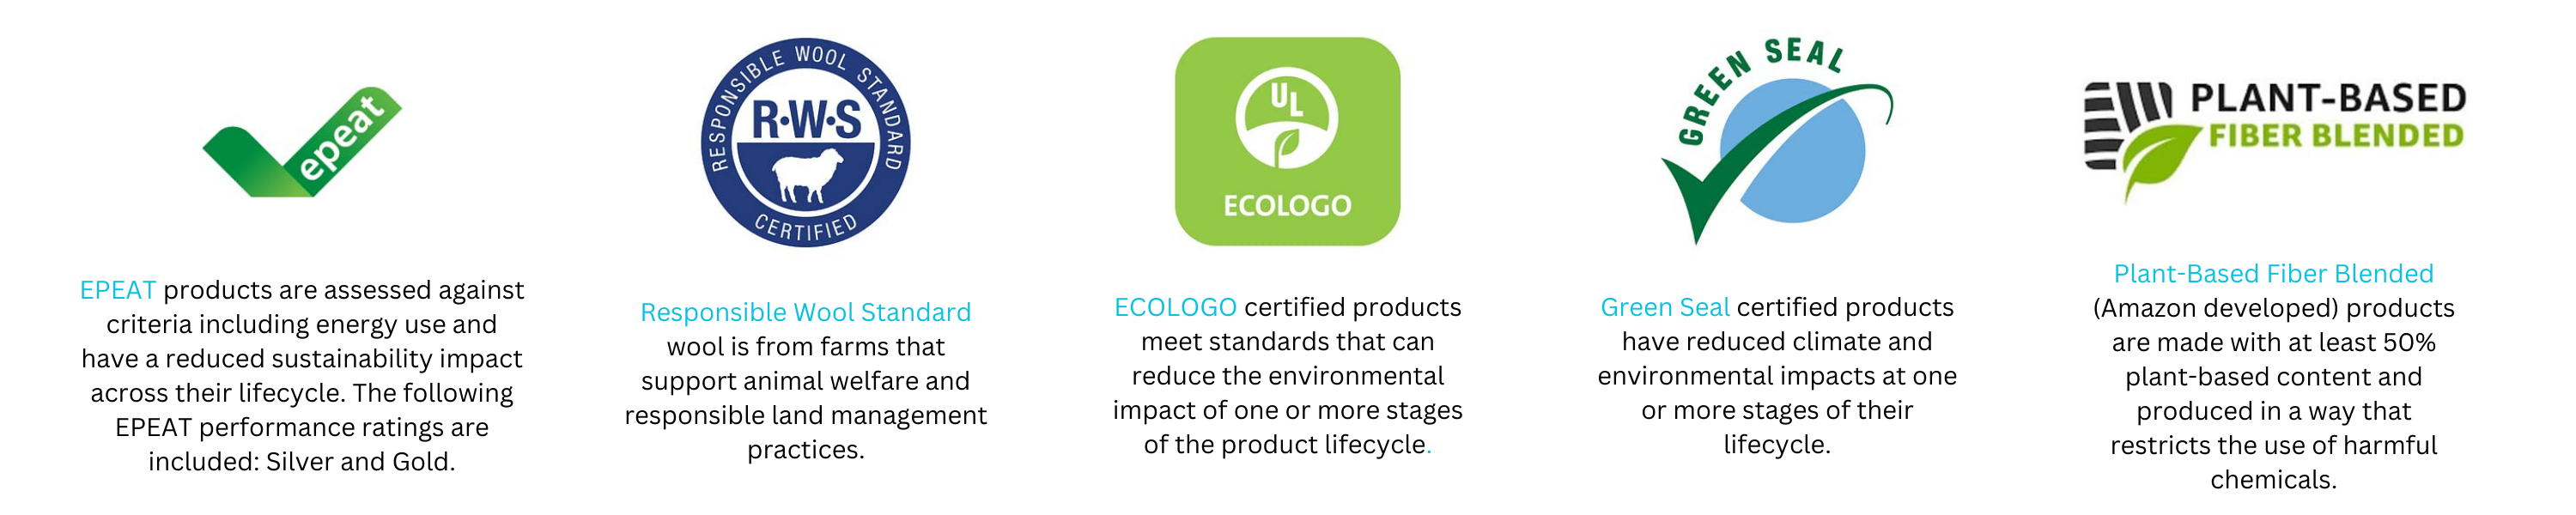 epeat
EPEAT products are assessed against
criteria including energy use and
have a reduced sustainability impact
across their lifecycle. The following
EPEAT performance ratings are
included: Silver and Gold.
RESPONSIBLE WOOL STANDARD
R·W·S
CERTIFIED
Responsible Wool Standard
wool is from farms that
support animal welfare and
responsible land management
practices.
UL
ECOLOGO
ECOLOGO certified products
meet standards that can
reduce the environmental
impact of one or more stages
of the product lifecycle.
GREEN SEAL
Green Seal certified products
have reduced climate and
environmental impacts at one
or more stages of their
lifecycle.
PLANT-BASED
FIBER BLENDED
Plant-Based Fiber Blended
(Amazon developed) products
are made with at least 50%
plant-based content and
produced in a way that
restricts the use of harmful
chemicals.